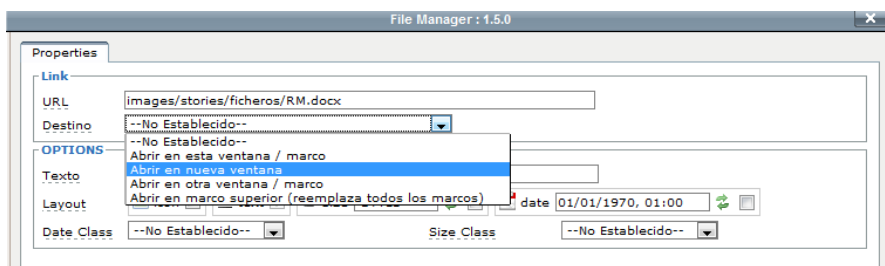 File Manager : 1.5.0
X
Properties
Link
URL images/stories/ficheros/RM.docx
Destino --No Establecido--
--No Establecido--
OPTIONS Abrir en esta ventana / marco
Abrir en nueva ventana
Texto Abrir en otra ventana / marco
Abrir en marco superior (reemplaza todos los marcos)
Layout date 01/01/1970, 01:00
Date Class --No Establecido-- Size Class --No Establecido--